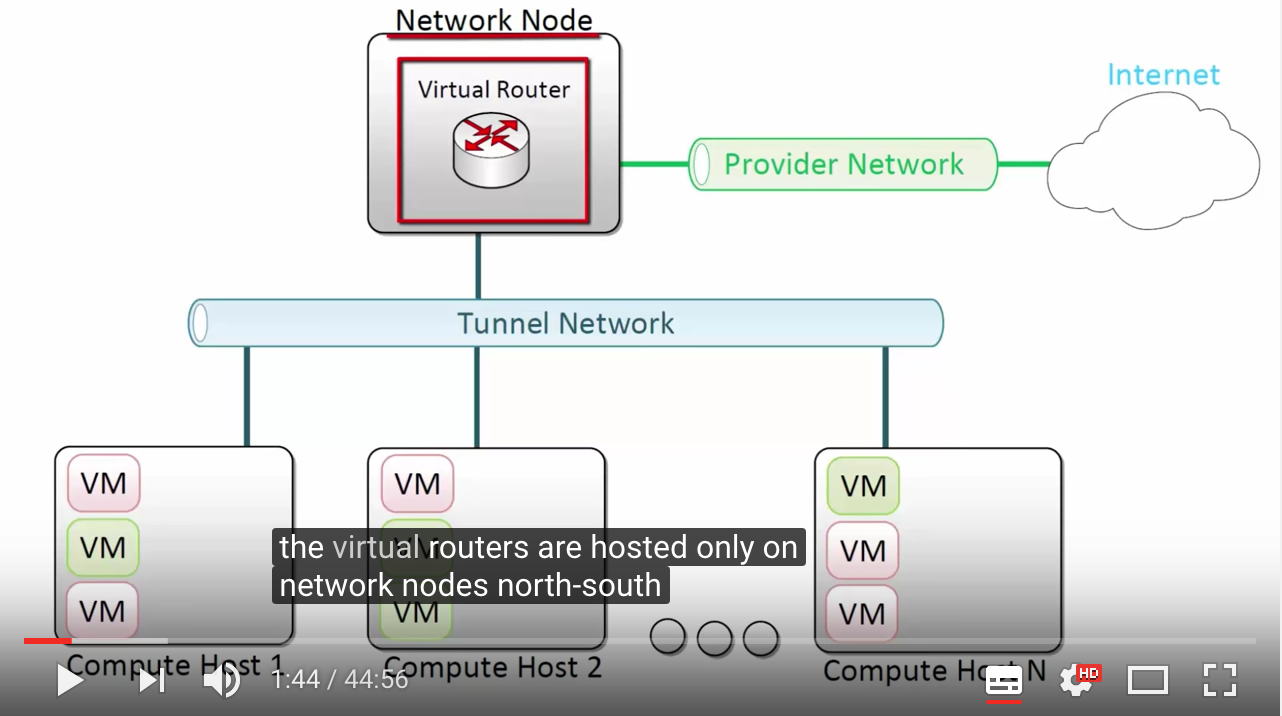 Network Node
Virtual Router
Internet
Provider Network
Tunnel Network
VM
VM
VM
VM
VM
VM
VM
VM
VM
the virtual routers are hosted only on
network nodes north-south
Compute Host 1
Compute Host 2
Compute Host N
1:44 / 44:56
HD